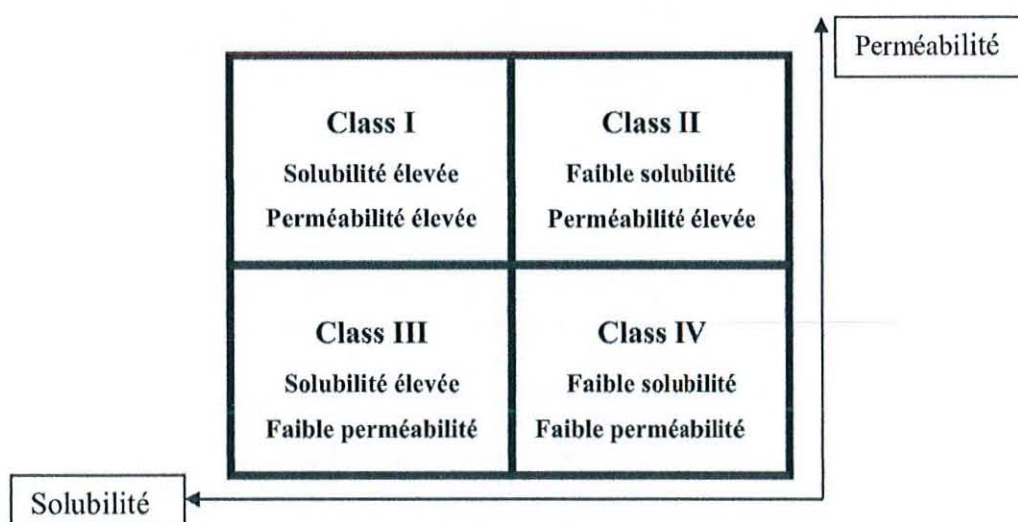 Perméabilité
Class I
Solubilité élevée
Perméabilité élevée
Class II
Faible solubilité
Perméabilité élevée
Class III
Solubilité élevée
Faible perméabilité
Class IV
Faible solubilité
Faible perméabilité
Solubilité